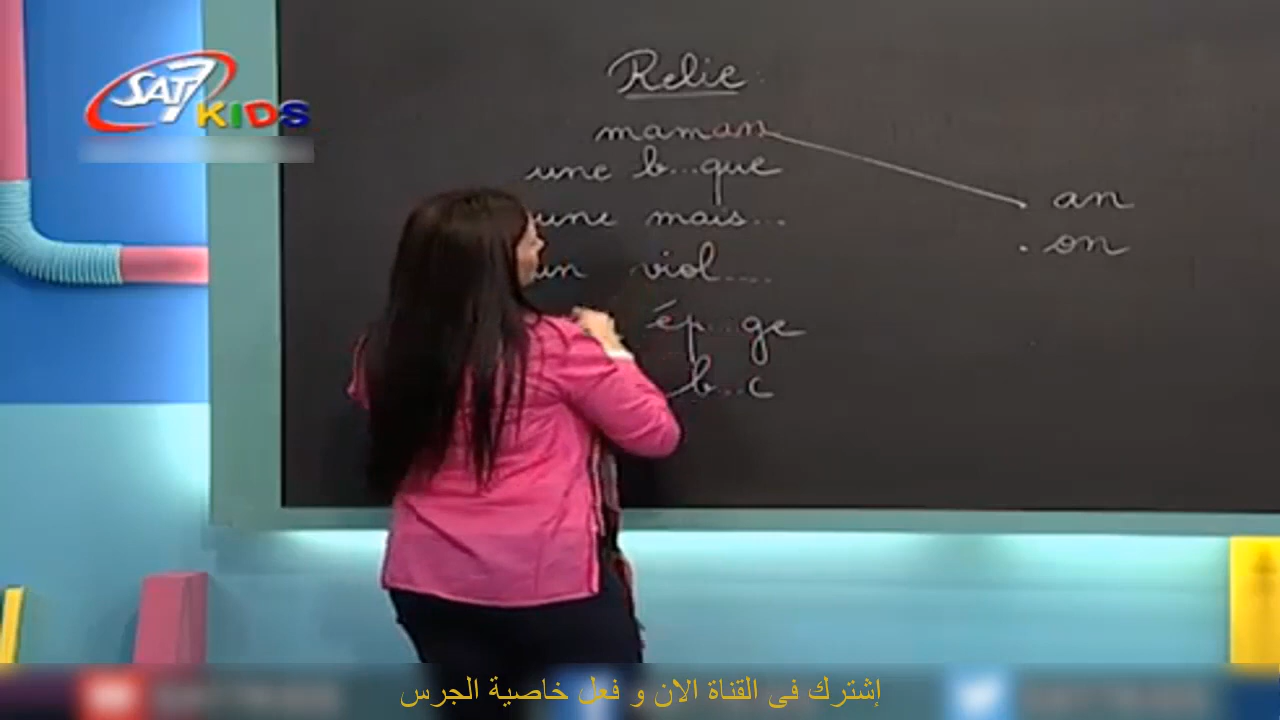 SAT7
KIDS
Relie:
maman
une b...que
une mais...
un viol....
ép...ge
b...c
. an
. on
إشترك فى القناة الان و فعل خاصية الجرس